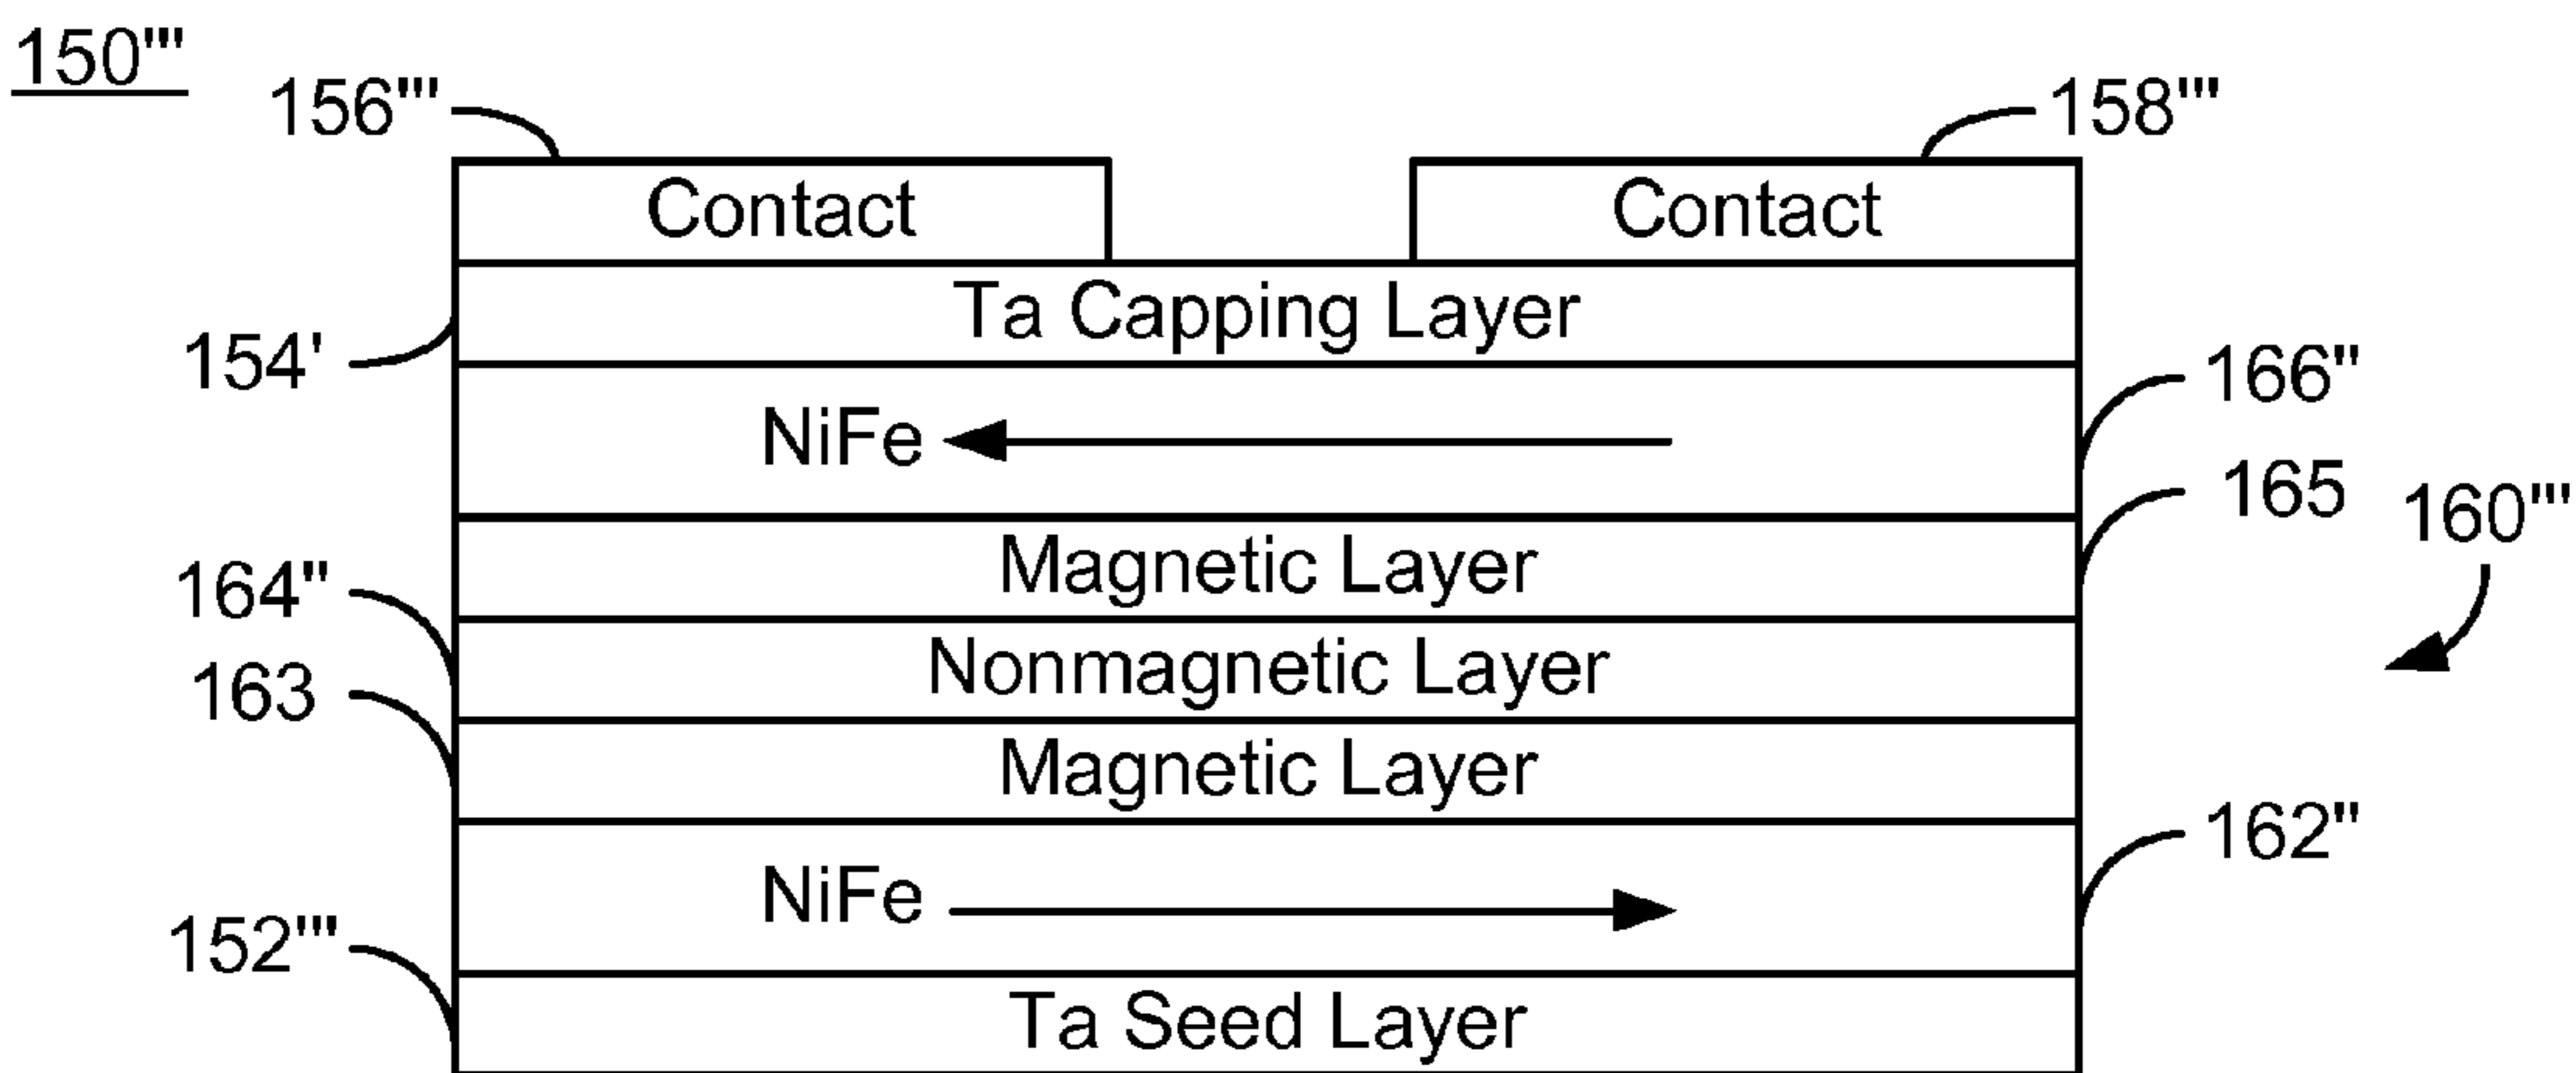 150'''
156'''
158'''
Contact
Contact
Ta Capping Layer
154'
166"
NiFe
165
160'''
Magnetic Layer
164"
Nonmagnetic Layer
163
Magnetic Layer
162"
NiFe
152'''
Ta Seed Layer